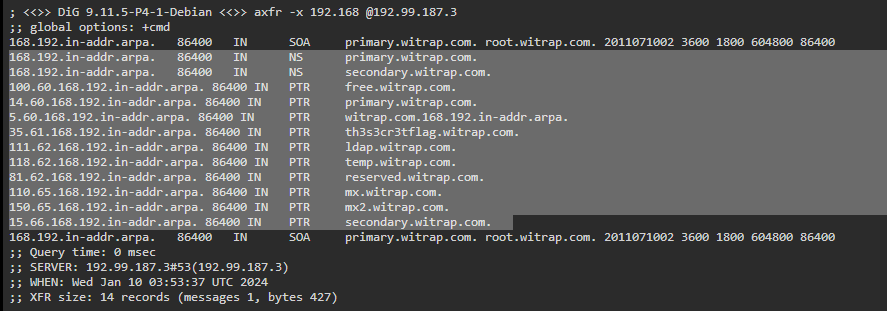 ; <<>> DiG 9.11.5-P4-1-Debian <<>> axfr -x 192.168 @192.99.187.3
;; global options: +cmd
168.192.in-addr.arpa. 86400 IN SOA primary.witrap.com. root.witrap.com. 2011071002 3600 1800 604800 86400
168.192.in-addr.arpa. 86400 IN NS primary.witrap.com.
168.192.in-addr.arpa. 86400 IN NS secondary.witrap.com.
100.60.168.192.in-addr.arpa. 86400 IN PTR free.witrap.com.
14.60.168.192.in-addr.arpa. 86400 IN PTR primary.witrap.com.
5.60.168.192.in-addr.arpa. 86400 IN PTR witrap.com.168.192.in-addr.arpa.
35.61.168.192.in-addr.arpa. 86400 IN PTR th3s3cr3tflag.witrap.com.
111.62.168.192.in-addr.arpa. 86400 IN PTR ldap.witrap.com.
118.62.168.192.in-addr.arpa. 86400 IN PTR temp.witrap.com.
81.62.168.192.in-addr.arpa. 86400 IN PTR reserved.witrap.com.
110.65.168.192.in-addr.arpa. 86400 IN PTR mx.witrap.com.
150.65.168.192.in-addr.arpa. 86400 IN PTR mx2.witrap.com.
15.66.168.192.in-addr.arpa. 86400 IN PTR secondary.witrap.com.
168.192.in-addr.arpa. 86400 IN SOA primary.witrap.com. root.witrap.com. 2011071002 3600 1800 604800 86400
;; Query time: 0 msec
;; SERVER: 192.99.187.3#53(192.99.187.3)
;; WHEN: Wed Jan 10 03:53:37 UTC 2024
;; XFR size: 14 records (messages 1, bytes 427)